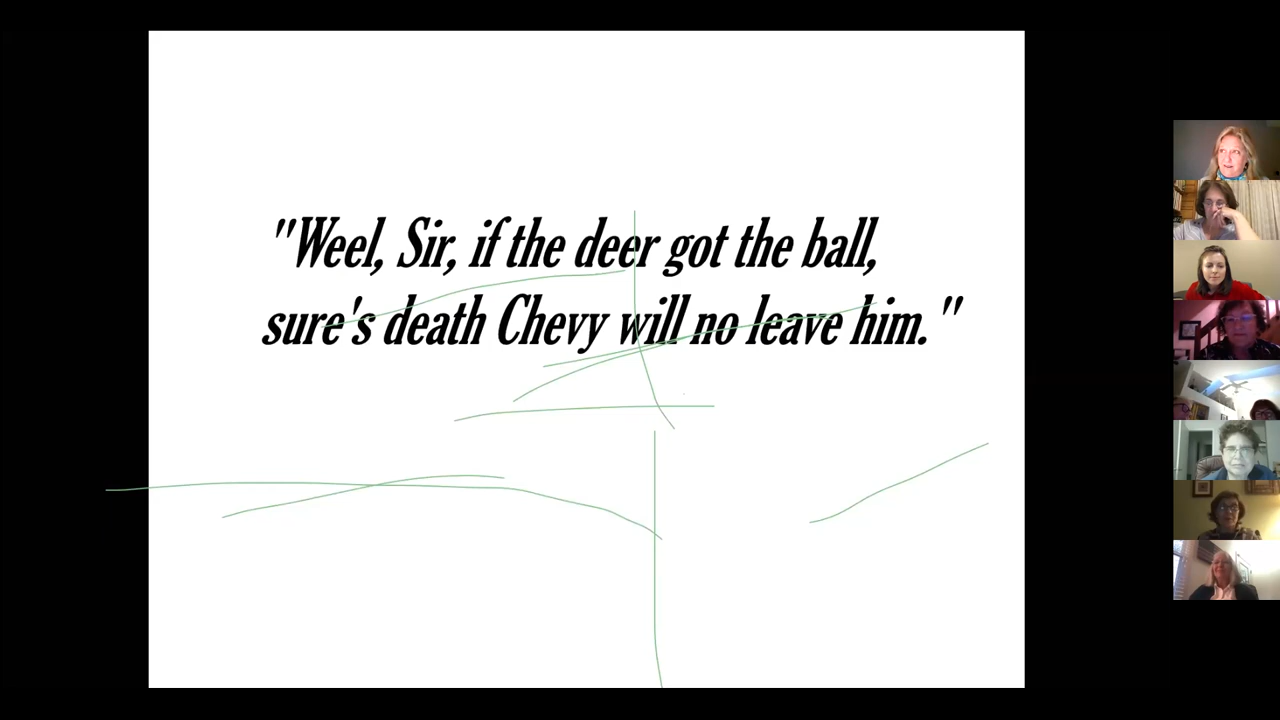 "Weel, Sir, if the deer got the ball,
sure's death Chevy will no leave him."